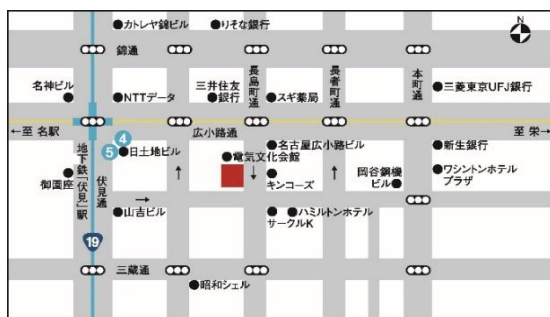 カトレヤ錦ビル
りそな銀行
N
錦通
名神ビル
NTTデータ
三井住友
銀行
長島町通
スギ薬局
長者町通
本町通
三菱東京UFJ銀行
←至 名駅
広小路通
至 栄→
4
5
日土地ビル
電気文化会館
名古屋広小路ビル
新生銀行
御園座
地下鉄「伏見」駅
伏見通
キンコーズ
岡谷鋼機
ビル
ワシントンホテル
プラザ
山吉ビル
サークルK
ハミルトンホテル
19
三蔵通
昭和シェル